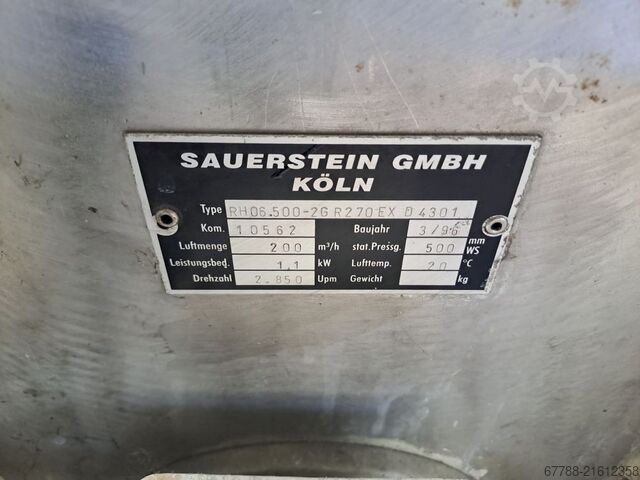 SAUERSTEIN GMBH
KÖLN
Type RH06.500-2G R270 EX D 4301
Kom. 10562 Baujahr 3/96
Luftmenge 200 m³/h stat.Pressg. 500 mm WS
Leistungsbed. 1.1 kW Lufttemp. 20 °C
Drehzahl 2.850 Upm Gewicht kg
67788-21612358